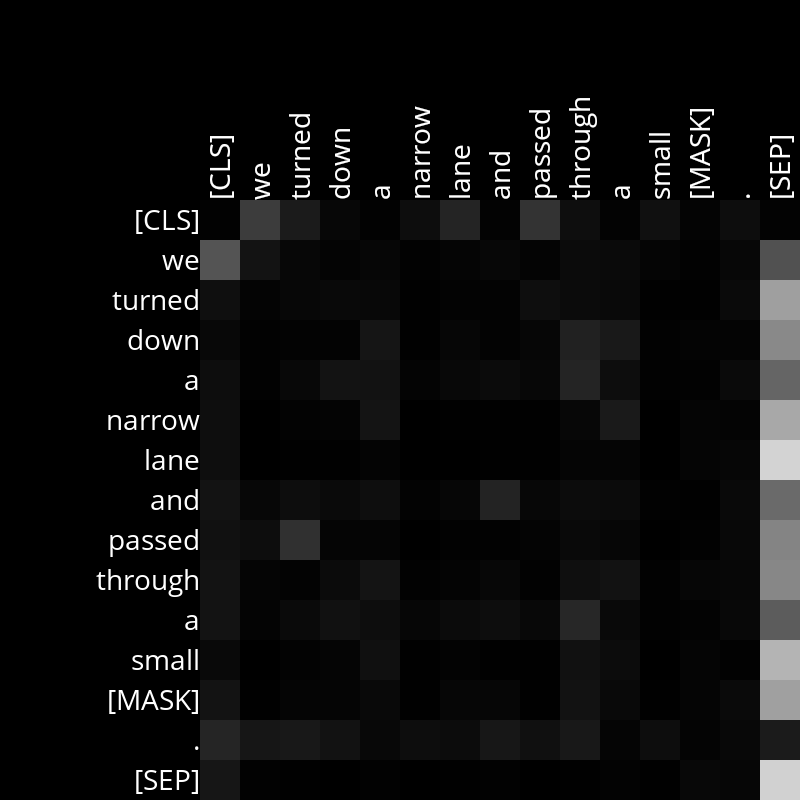 [CLS] we turned down a narrow lane and passed through a small [MASK] . [SEP]
[CLS]
we
turned
down
a
narrow
lane
and
passed
through
a
small
[MASK]
.
[SEP]